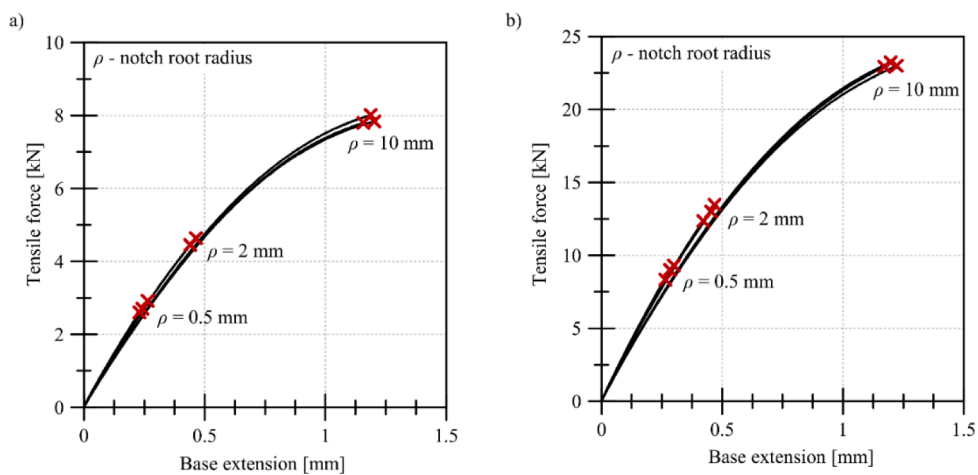 a)
Tensile force [kN]
10
8
6
4
2
0
ρ - notch root radius
ρ = 10 mm
ρ = 2 mm
ρ = 0.5 mm
0 0.5 1 1.5
Base extension [mm]
b)
Tensile force [kN]
25
20
15
10
5
0
ρ - notch root radius
ρ = 10 mm
ρ = 2 mm
ρ = 0.5 mm
0 0.5 1 1.5
Base extension [mm]